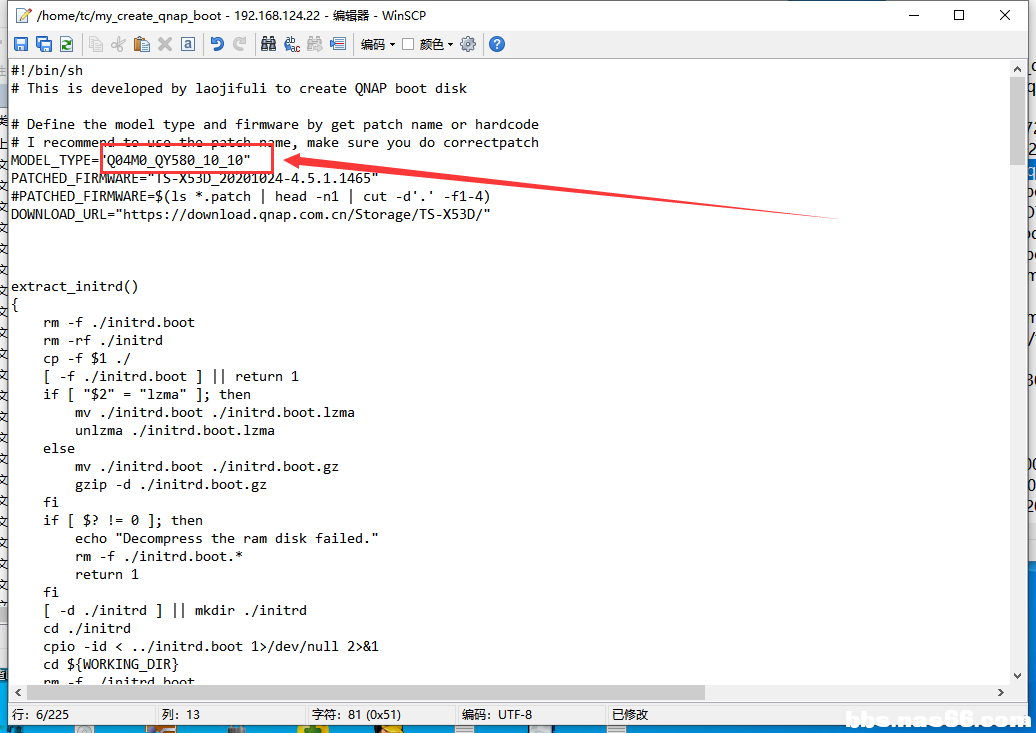 /home/tc/my_create_qnap_boot - 192.168.124.22 - 编辑器 - WinSCP
编码 颜色
#!/bin/sh
# This is developed by laojifuli to create QNAP boot disk
# Define the model type and firmware by get patch name or hardcode
# I recommend to use the patch name, make sure you do correctpatch
MODEL_TYPE="Q04M0_QY580_10_10"
PATCHED_FIRMWARE="TS-X53D_20201024-4.5.1.1465"
#PATCHED_FIRMWARE=$(ls *.patch | head -n1 | cut -d'.' -f1-4)
DOWNLOAD_URL="https://download.qnap.com.cn/Storage/TS-X53D/"
extract_initrd()
{
    rm -f ./initrd.boot
    rm -rf ./initrd
    cp -f $1 ./
    [ -f ./initrd.boot ] || return 1
    if [ "$2" = "lzma" ]; then
        mv ./initrd.boot ./initrd.boot.lzma
        unlzma ./initrd.boot.lzma
    else
        mv ./initrd.boot ./initrd.boot.gz
        gzip -d ./initrd.boot.gz
    fi
    if [ $? != 0 ]; then
        echo "Decompress the ram disk failed."
        rm -f ./initrd.boot.*
        return 1
    fi
    [ -d ./initrd ] || mkdir ./initrd
    cd ./initrd
    cpio -id < ../initrd.boot 1>/dev/null 2>&1
    cd ${WORKING_DIR}
    rm -f ./initrd.boot
行: 6/225 列: 13 字符: 81 (0x51) 编码: UTF-8 已修改
bbs.nas66.com